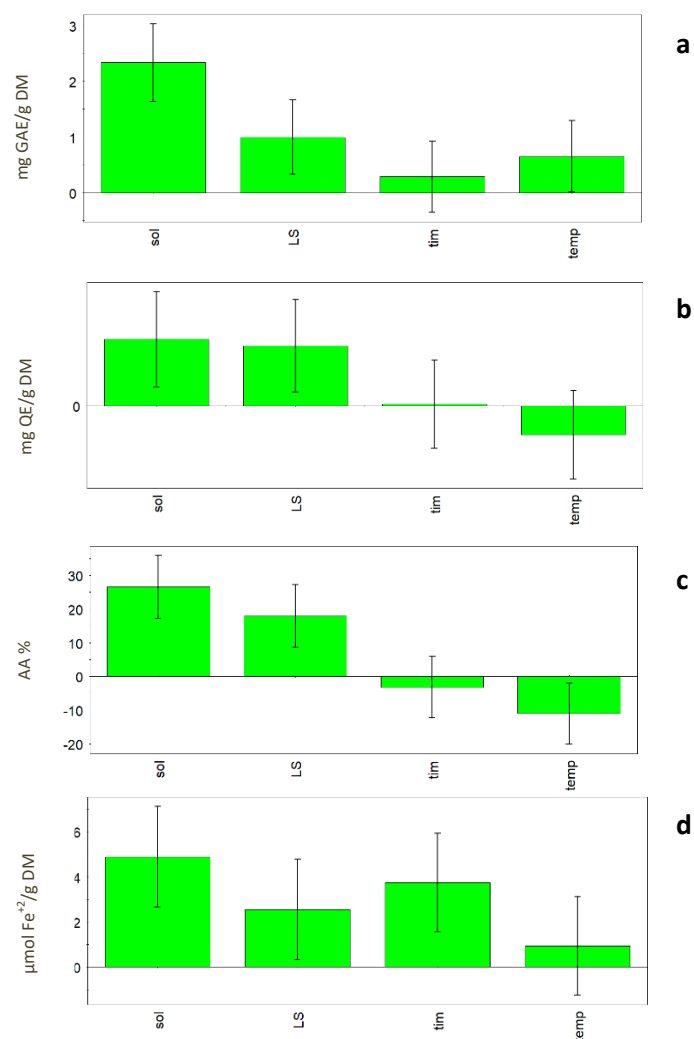 a
mg GAE/g DM
3
2
1
0
sol
LS
tim
temp
b
mg QE/g DM
0
sol
LS
tim
temp
c
AA %
30
20
10
0
-10
-20
sol
LS
tim
temp
d
µmol Fe⁺²/g DM
6
4
2
0
sol
LS
tim
temp